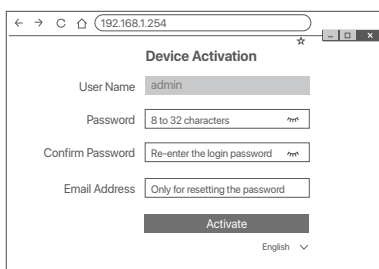 192.168.1.254
Device Activation
User Name admin
Password 8 to 32 characters
Confirm Password Re-enter the login password
Email Address Only for resetting the password
Activate
English